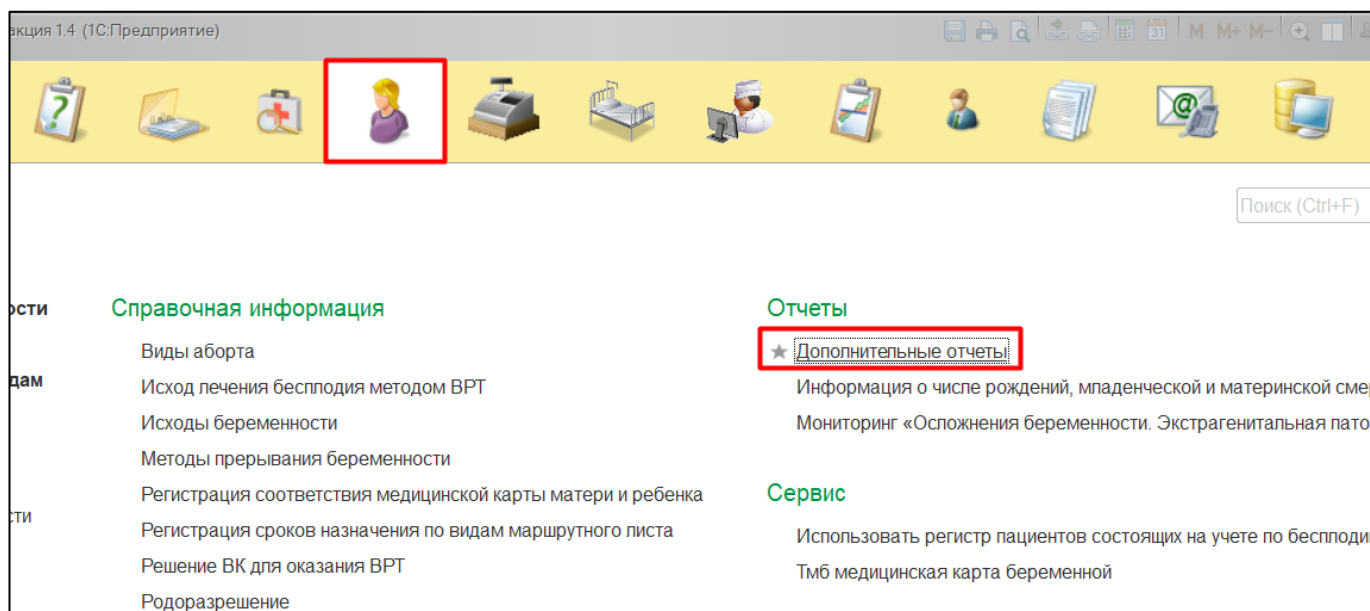 акция 1.4 (1С:Предприятие)
M M+ M-
31
?
@
Поиск (Ctrl+F)
ости
дам
сти
Справочная информация
Виды аборта
Исход лечения бесплодия методом ВРТ
Исходы беременности
Методы прерывания беременности
Регистрация соответствия медицинской карты матери и ребенка
Регистрация сроков назначения по видам маршрутного листа
Решение ВК для оказания ВРТ
Родоразрешение
Отчеты
Дополнительные отчеты
Информация о числе рождений, младенческой и материнской сме
Мониторинг «Осложнения беременности. Экстрагенитальная пато
Сервис
Использовать регистр пациентов состоящих на учете по бесплоди
Тмб медицинская карта беременной